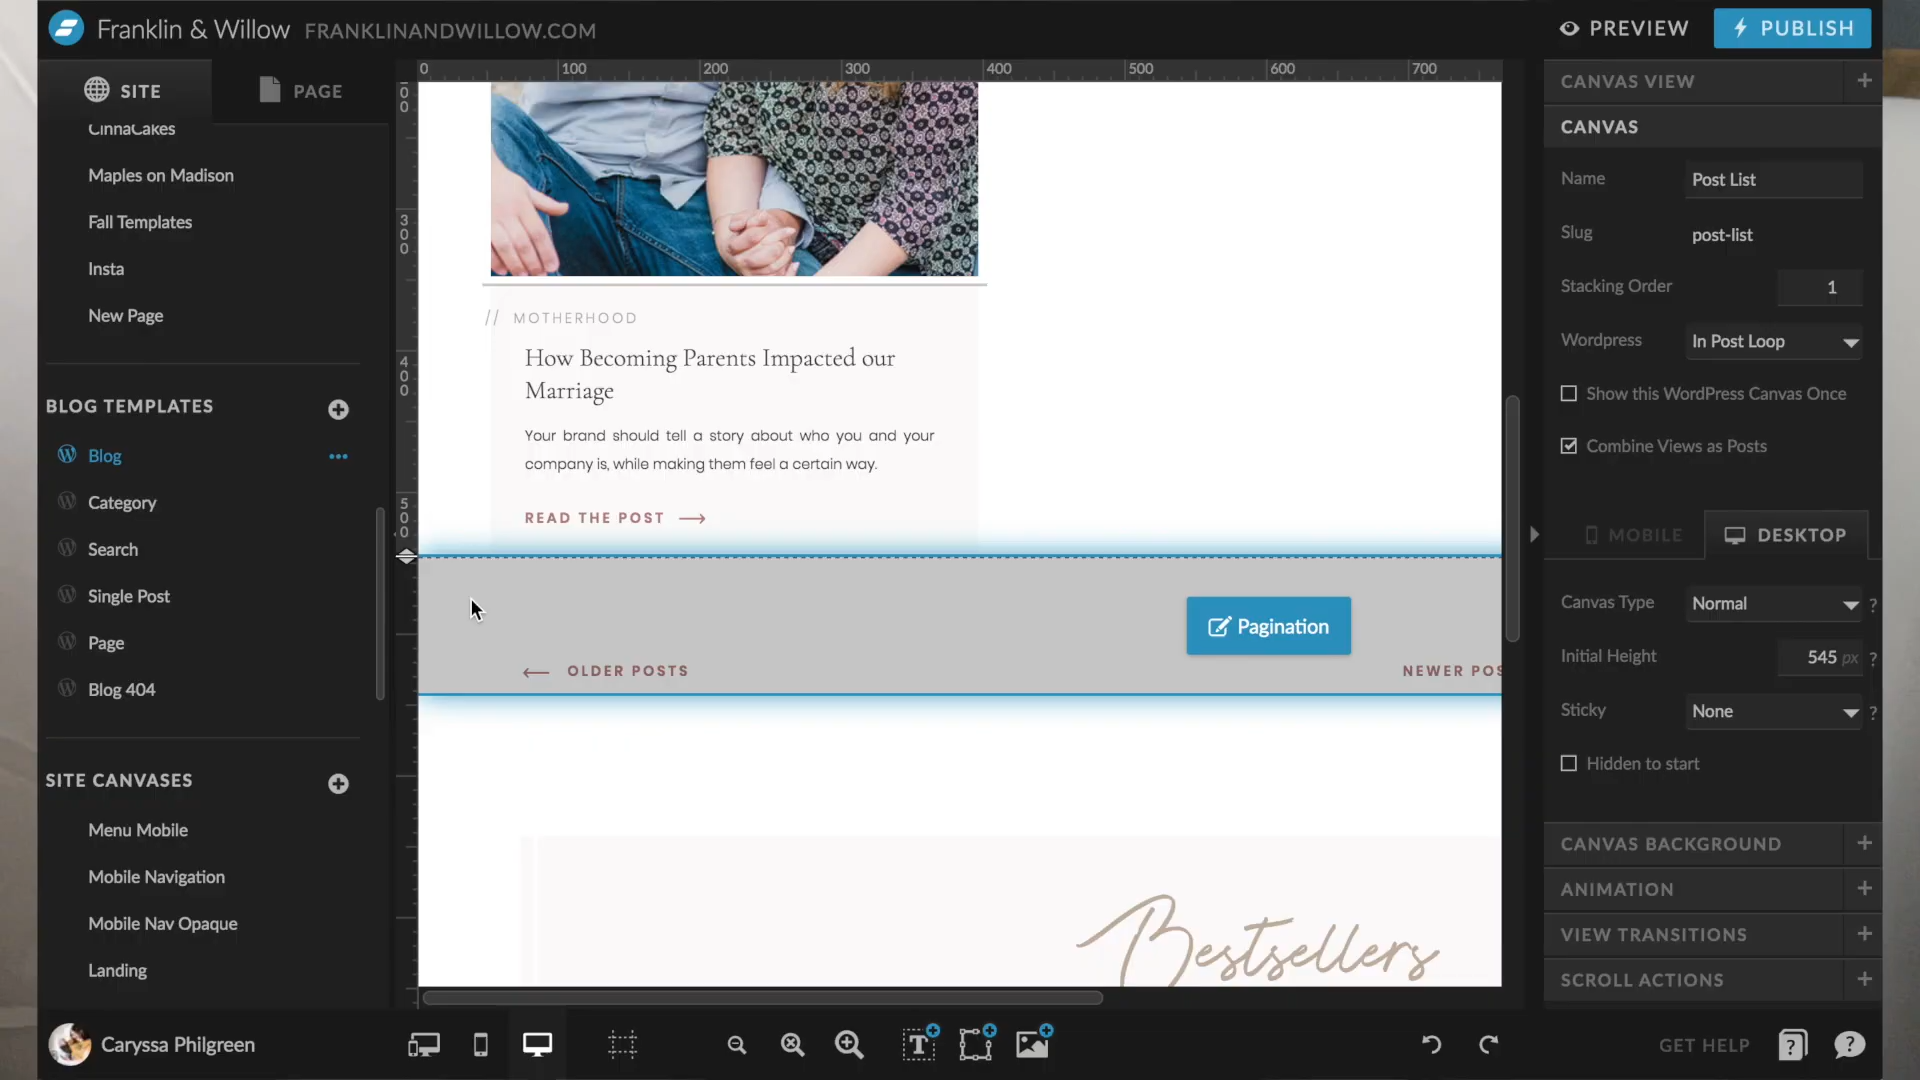 Franklin & Willow FRANKLINANDWILLOW.COM
PREVIEW
PUBLISH
SITE
PAGE
CinnaCakes
Maples on Madison
Fall Templates
Insta
New Page
BLOG TEMPLATES
Blog
Category
Search
Single Post
Page
Blog 404
SITE CANVASES
Menu Mobile
Mobile Navigation
Mobile Nav Opaque
Landing
Caryssa Philgreen
0 100 200 300 400 500 600 700
300
400
500
// MOTHERHOOD
How Becoming Parents Impacted our
Marriage
Your brand should tell a story about who you and your
company is, while making them feel a certain way.
READ THE POST
Pagination
OLDER POSTS
NEWER POS
Bestsellers
CANVAS VIEW
CANVAS
Name Post List
Slug post-list
Stacking Order 1
Wordpress In Post Loop
Show this WordPress Canvas Once
Combine Views as Posts
MOBILE DESKTOP
Canvas Type Normal ?
Initial Height 545 px ?
Sticky None ?
Hidden to start
CANVAS BACKGROUND
ANIMATION
VIEW TRANSITIONS
SCROLL ACTIONS
GET HELP